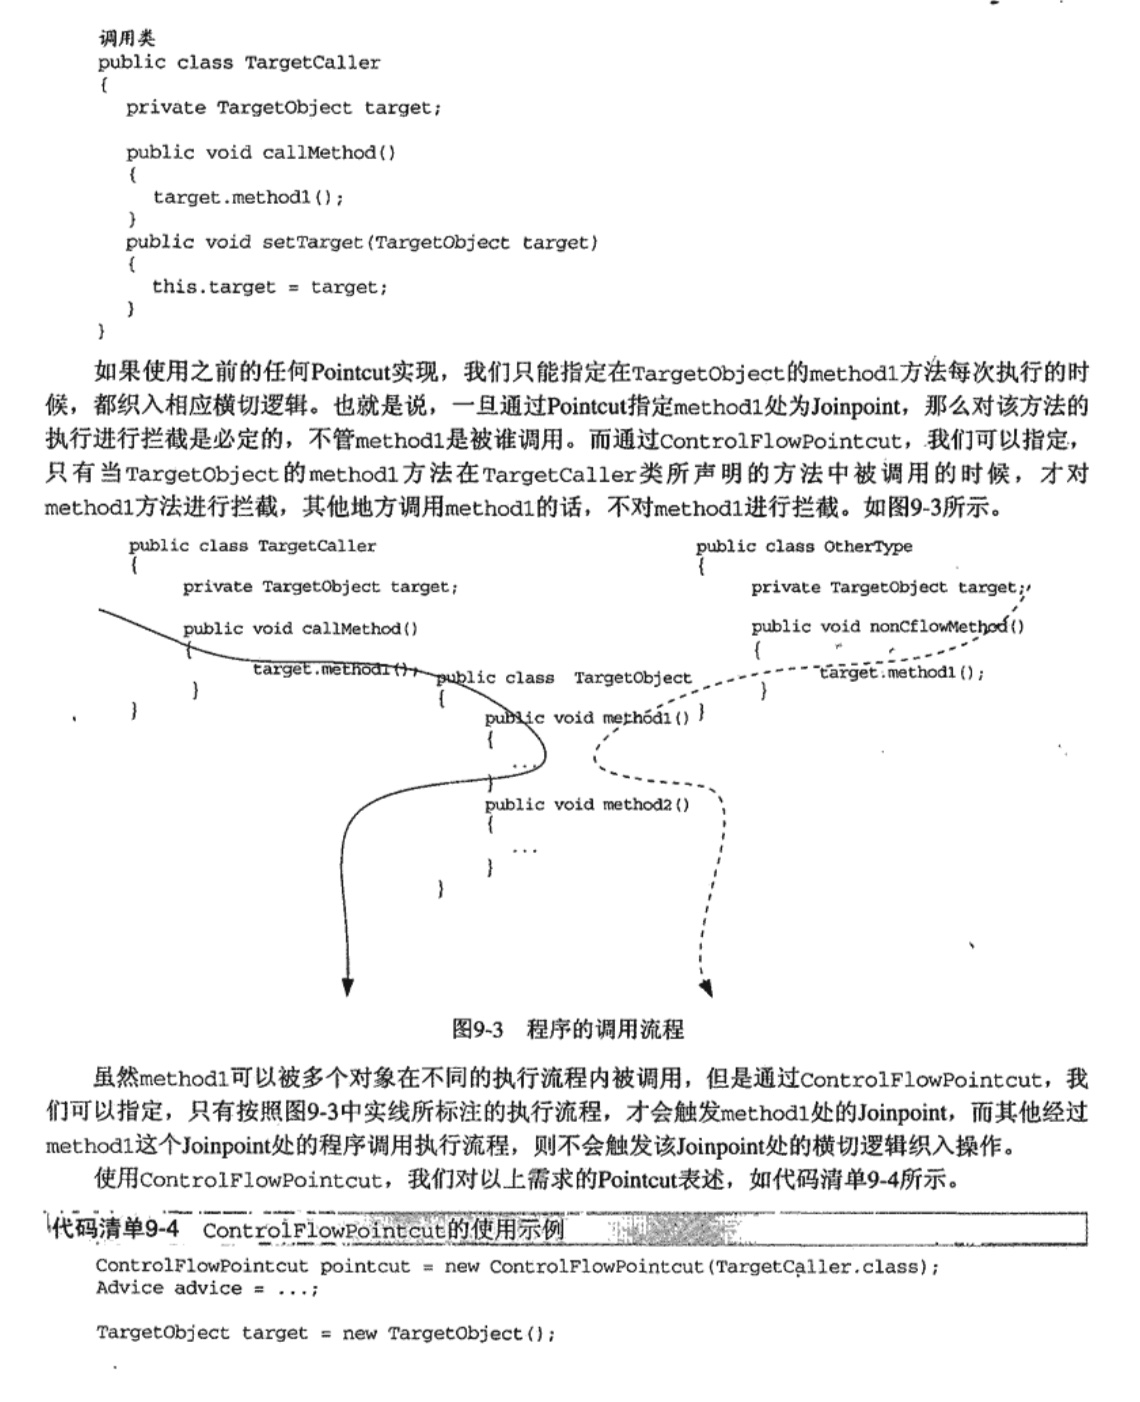 调用类
public class TargetCaller
{
private TargetObject target;
public void callMethod()
{
target.method1();
}
public void setTarget(TargetObject target)
{
this.target = target;
}
}
如果使用之前的任何Pointcut实现，我们只能指定在TargetObject的method1方法每次执行的时
候，都织入相应横切逻辑。也就是说，一旦通过Pointcut指定method1处为Joinpoint，那么对该方法的
执行进行拦截是必定的，不管method1是被谁调用。而通过ControlFlowPointcut，我们可以指定，
只有当TargetObject的method1方法在TargetCaller类所声明的方法中被调用的时候，才对
method1方法进行拦截，其他地方调用method1的话，不对method1进行拦截。如图9-3所示。
public class TargetCaller
{
private TargetObject target;
public void callMethod()
{
target.method1();
}
}
public class OtherType
{
private TargetObject target;
public void nonCflowMethod()
{
target.method1();
}
}
public class TargetObject
{
public void method1()
{
...
}
public void method2()
{
...
}
}
图9-3 程序的调用流程
虽然method1可以被多个对象在不同的执行流程内被调用，但是通过ControlFlowPointcut，我
们可以指定，只有按照图9-3中实线所标注的执行流程，才会触发method1处的Joinpoint，而其他经过
method1这个Joinpoint处的程序调用执行流程，则不会触发该Joinpoint处的横切逻辑织入操作。
使用ControlFlowPointcut，我们对以上需求的Pointcut表述，如代码清单9-4所示。
代码清单9-4 ControlFlowPointcut的使用示例
ControlFlowPointcut pointcut = new ControlFlowPointcut(TargetCaller.class);
Advice advice = ...;
TargetObject target = new TargetObject();